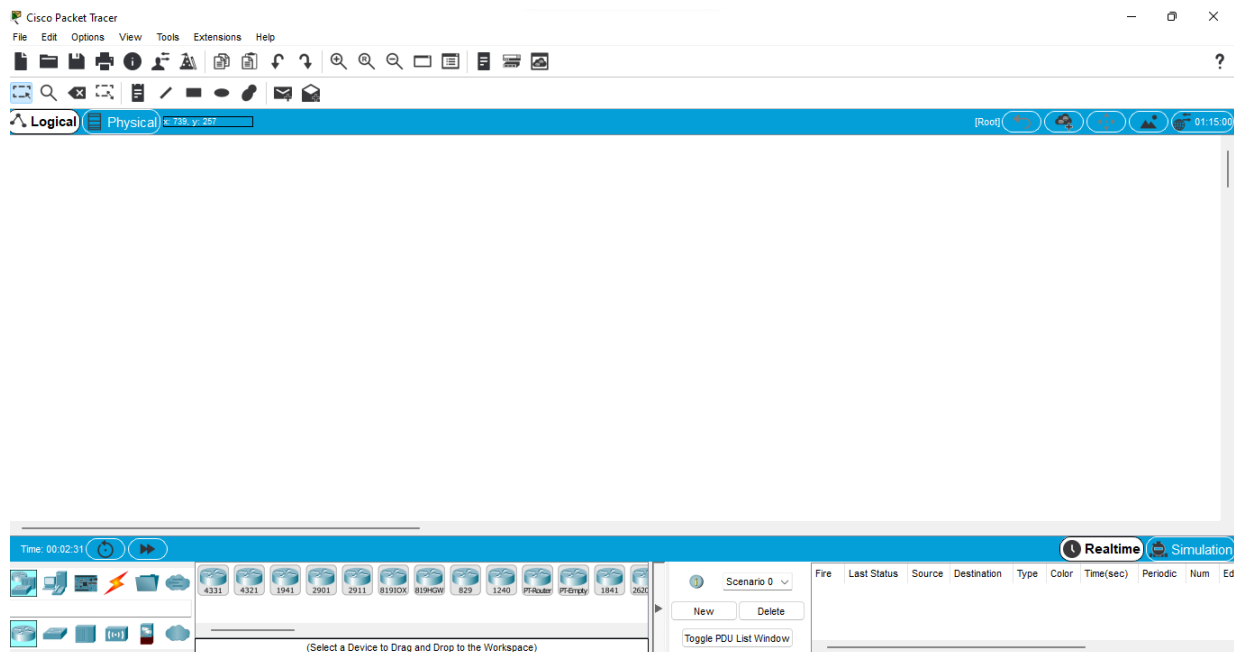 Cisco Packet Tracer
File Edit Options View Tools Extensions Help
?
Logical Physical x: 739, y: 257 [Root] 01:15:00
Time: 00:02:31 Realtime Simulation
4331 4321 1941 2901 2911 819IOX 819HGW 829 1240 PT-Router PT-Empty 1841 262
Scenario 0
Fire Last Status Source Destination Type Color Time(sec) Periodic Num Ed
New Delete
Toggle PDU List Window
(Select a Device to Drag and Drop to the Workspace)